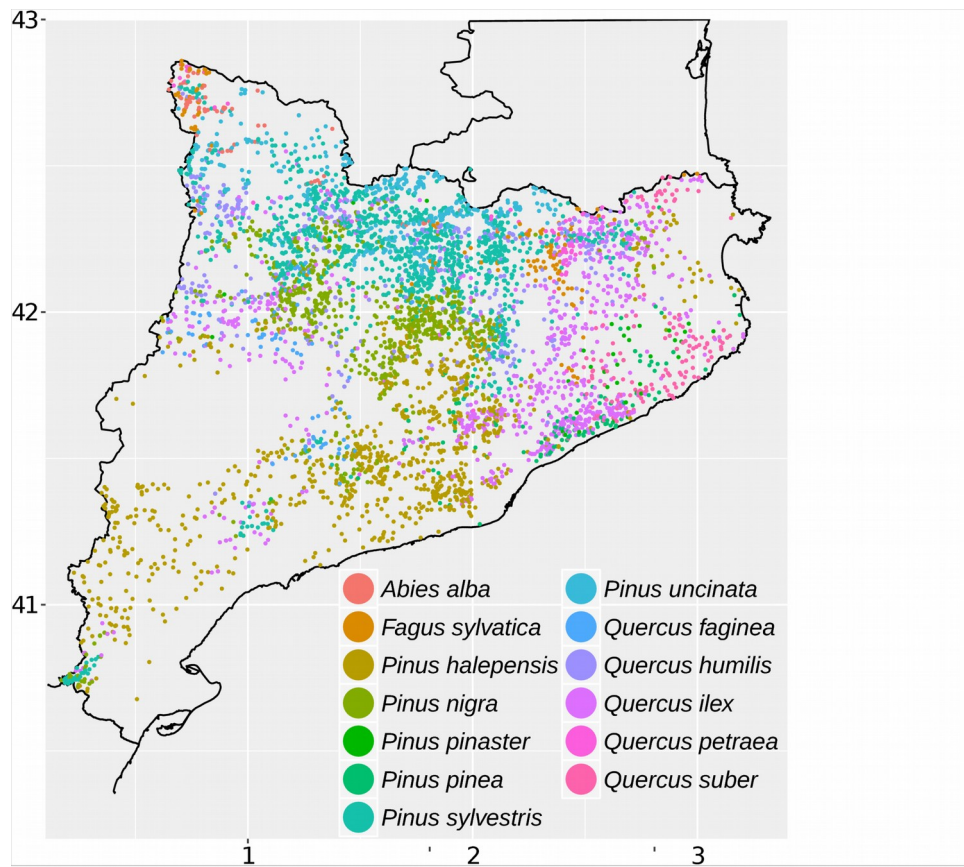 43
42
41
Abies alba
Fagus sylvatica
Pinus halepensis
Pinus nigra
Pinus pinaster
Pinus pinea
Pinus sylvestris
Pinus uncinata
Quercus faginea
Quercus humilis
Quercus ilex
Quercus petraea
Quercus suber
1 2 3